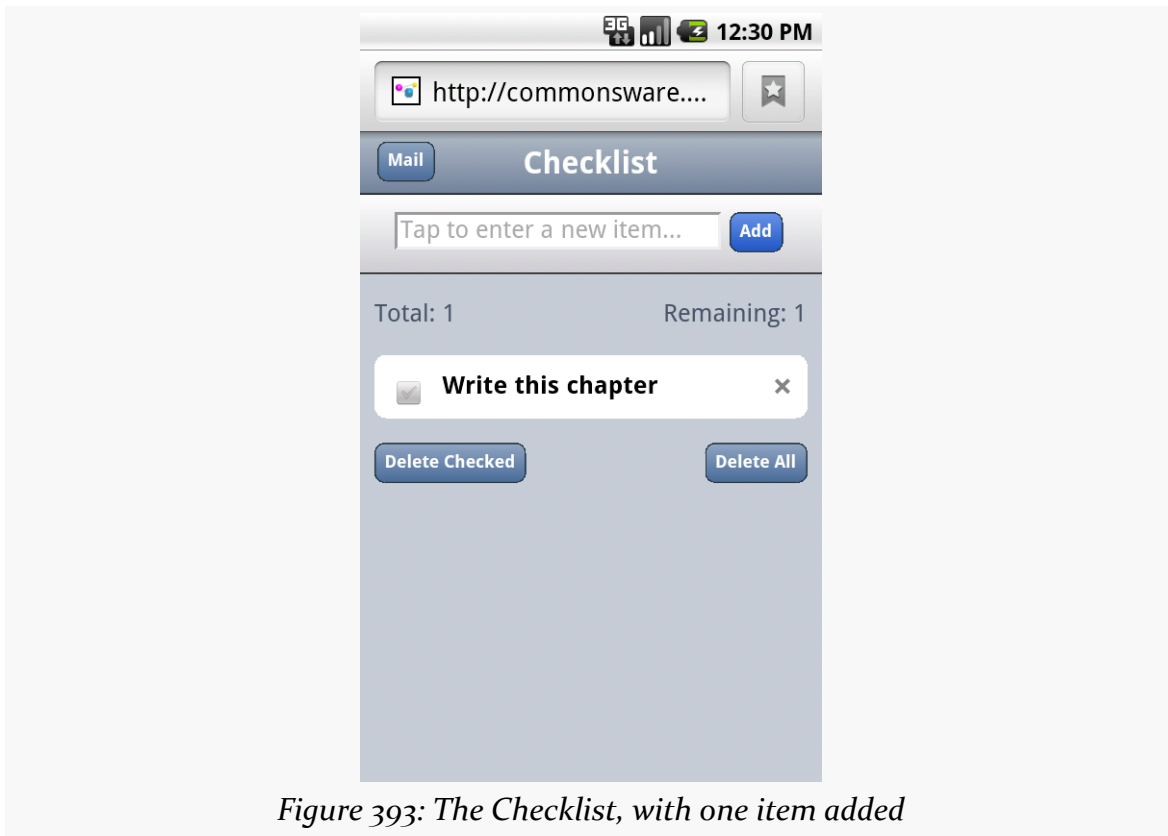 3G 12:30 PM
http://commonsware....
Mail Checklist
Tap to enter a new item... Add
Total: 1 Remaining: 1
Write this chapter ×
Delete Checked Delete All
Figure 393: The Checklist, with one item added